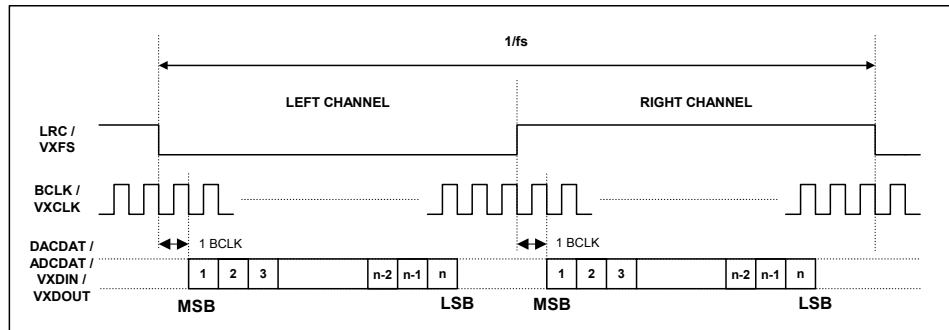 1/fs
LEFT CHANNEL
RIGHT CHANNEL
LRC /
VXFS
BCLK /
VXCLK
1 BCLK
1 BCLK
DACDAT /
ADCDAT /
VXDIN /
VXDOUT
1 2 3 n-2 n-1 n 1 2 3 n-2 n-1 n
MSB LSB MSB LSB